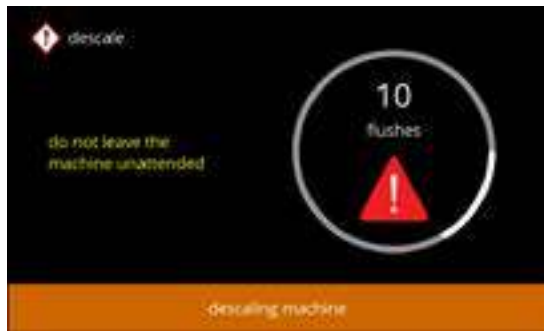 descale
10
flushes
do not leave the
machine unattended
descaling machine